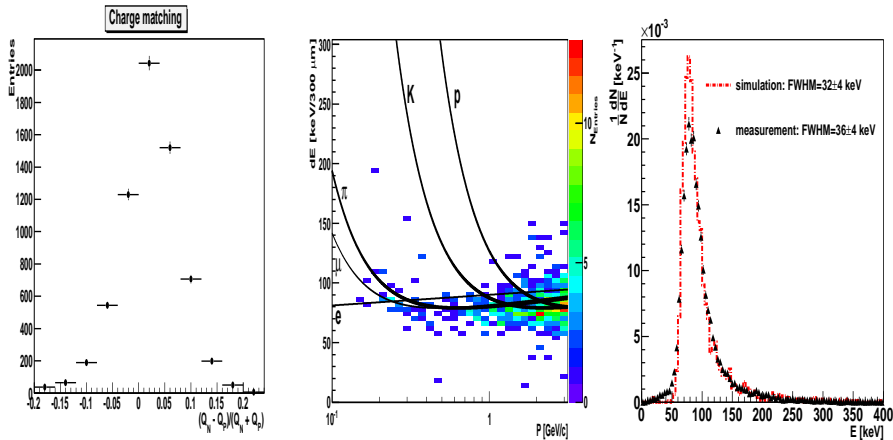 Charge matching
Entries
2000
1800
1600
1400
1200
1000
800
600
400
200
0
-0.2 -0.15 -0.1 -0.05 0 0.05 0.1 0.15 0.2
(Q_N - Q_P)/(Q_N + Q_P)
dE [keV/300 μm]
300
250
200
150
100
50
0
K
p
π
μ
e
10^-1 1
P [GeV/c]
10
5
0
N_Entries
×10^-3
1/N dN/dE [keV^-1]
25
20
15
10
5
0
simulation: FWHM=32±4 keV
measurement: FWHM=36±4 keV
0 50 100 150 200 250 300 350 400
E [keV]